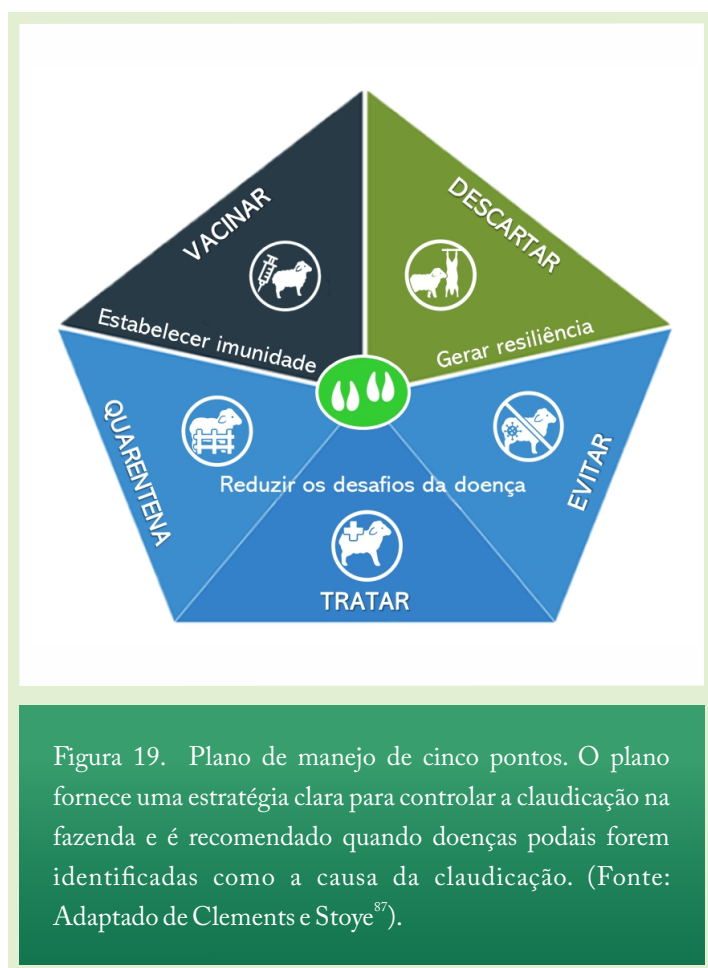 VACINAR
DESCARTAR
Estabelecer imunidade
Gerar resiliência
QUARENTENA
EVITAR
Reduzir os desafios da doença
TRATAR
Figura 19. Plano de manejo de cinco pontos. O plano
fornece uma estratégia clara para controlar a claudicação na
fazenda e é recomendado quando doenças podais forem
identificadas como a causa da claudicação. (Fonte:
Adaptado de Clements e Stoye⁸⁷).